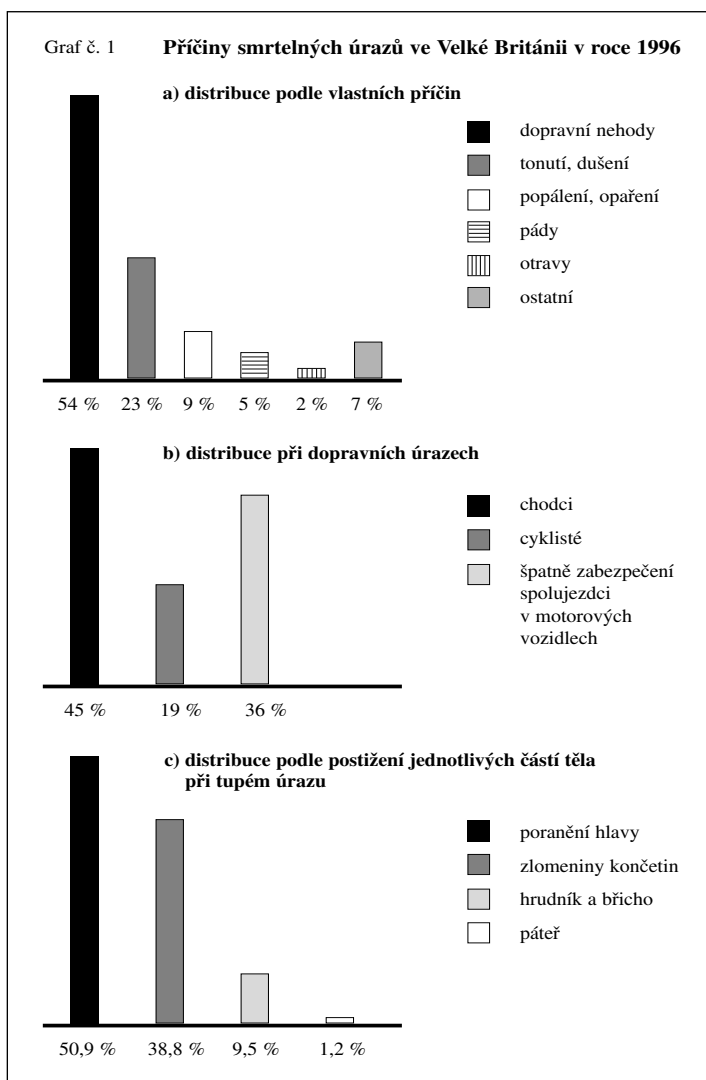 Graf č. 1 Příčiny smrtelných úrazů ve Velké Británii v roce 1996
a) distribuce podle vlastních příčin
dopravní nehody
tonutí, dušení
popálení, opaření
pády
otravy
ostatní
54 % 23 % 9 % 5 % 2 % 7 %
b) distribuce při dopravních úrazech
chodci
cyklisté
špatně zabezpečení
spolujezdci
v motorových
vozidlech
45 % 19 % 36 %
c) distribuce podle postižení jednotlivých částí těla
při tupém úrazu
poranění hlavy
zlomeniny končetin
hrudník a břicho
páteř
50,9 % 38,8 % 9,5 % 1,2 %